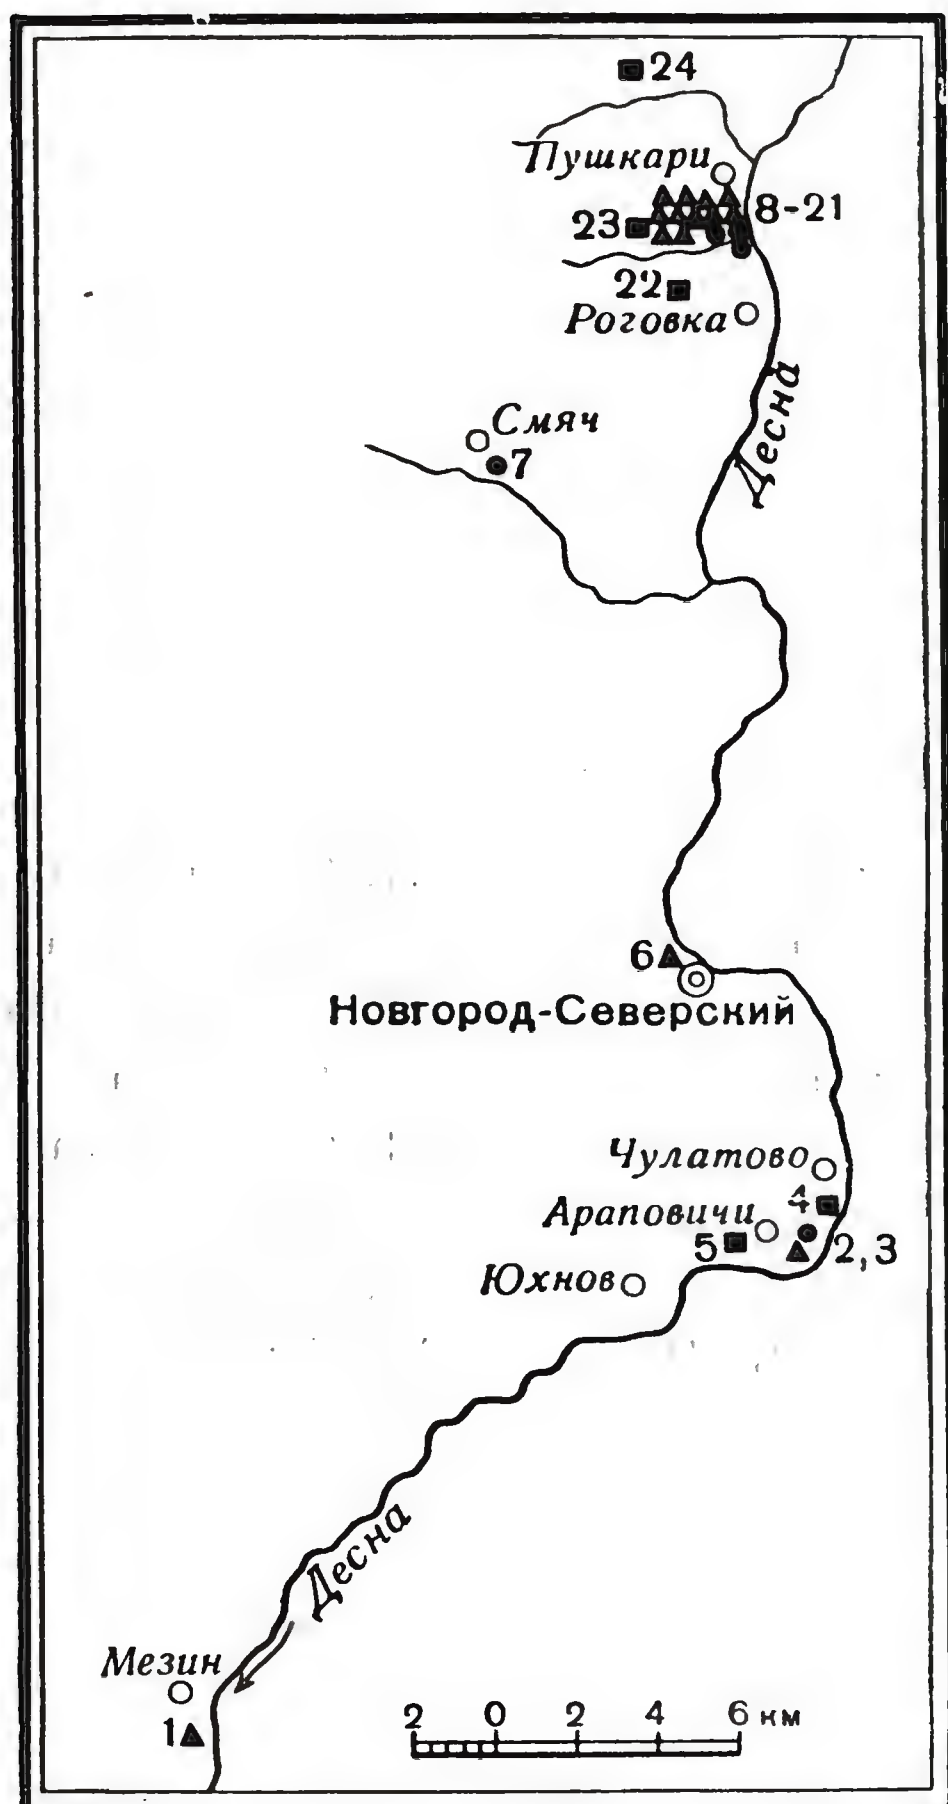 24
Пушкари
8-21
23
22
Роговка
Десна
Смяч
7
6
Новгород-Северский
Чулатово
4
Араповичи
5
2,3
Юхнов
Десна
Мезин
1
2 0 2 4 6 км